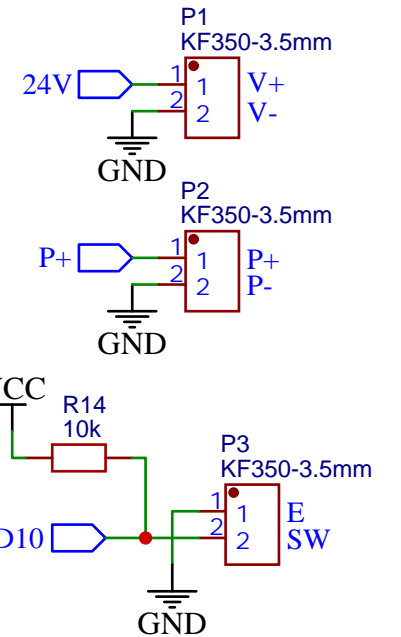 P1
KF350-3.5mm
24V 1 1 V+
2 2 V-
GND
P2
KF350-3.5mm
P+ 1 1 P+
2 2 P-
GND
R14
10k
P3
KF350-3.5mm
1 1 E
2 2 SW
GND